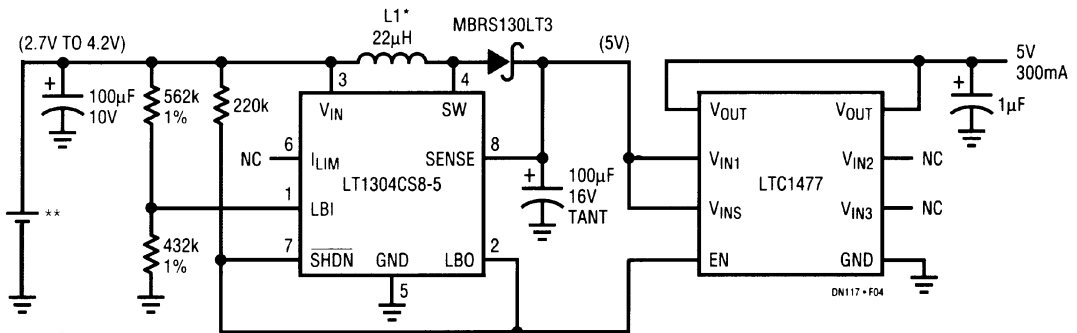 L1*
22µH
MBRS130LT3
(2.7V TO 4.2V)
(5V)
5V
300mA
3
4
+
100µF
10V
562k
1%
220k
VIN
SW
VOUT
VOUT
+
1µF
6
NC
ILIM
8
SENSE
VIN1
VIN2
NC
LT1304CS8-5
+
100µF
16V
TANT
LTC1477
1
LBI
VINS
VIN3
NC
**
432k
1%
7
SHDN
GND
LBO
2
EN
GND
5
DN117 • F04